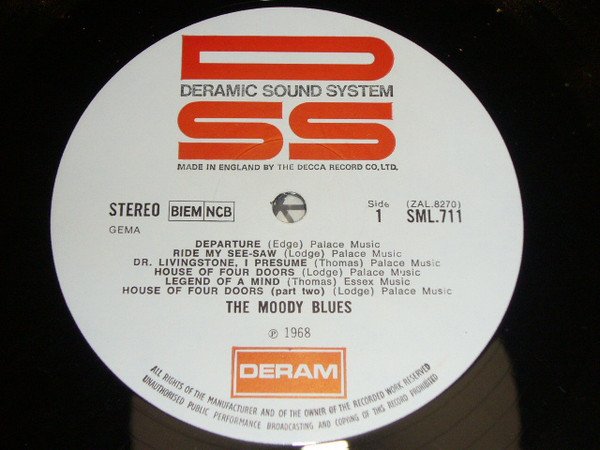 D
DERAMIC SOUND SYSTEM
SS
MADE IN ENGLAND BY THE DECCA RECORD CO, LTD.
STEREO BIEM NCB Side 1 (ZAL.8270) SML.711
GEMA
DEPARTURE (Edge) Palace Music
RIDE MY SEE-SAW (Lodge) Palace Music
DR. LIVINGSTONE, I PRESUME (Thomas) Palace Music
HOUSE OF FOUR DOORS (Lodge) Palace Music
LEGEND OF A MIND (Thomas) Essex Music
HOUSE OF FOUR DOORS (part two) (Lodge) Palace Music
THE MOODY BLUES
℗ 1968
DERAM
ALL RIGHTS OF THE MANUFACTURER AND OF THE OWNER OF THE RECORDED WORK RESERVED
UNAUTHORISED PUBLIC PERFORMANCE BROADCASTING AND COPYING OF THIS RECORD PROHIBITED